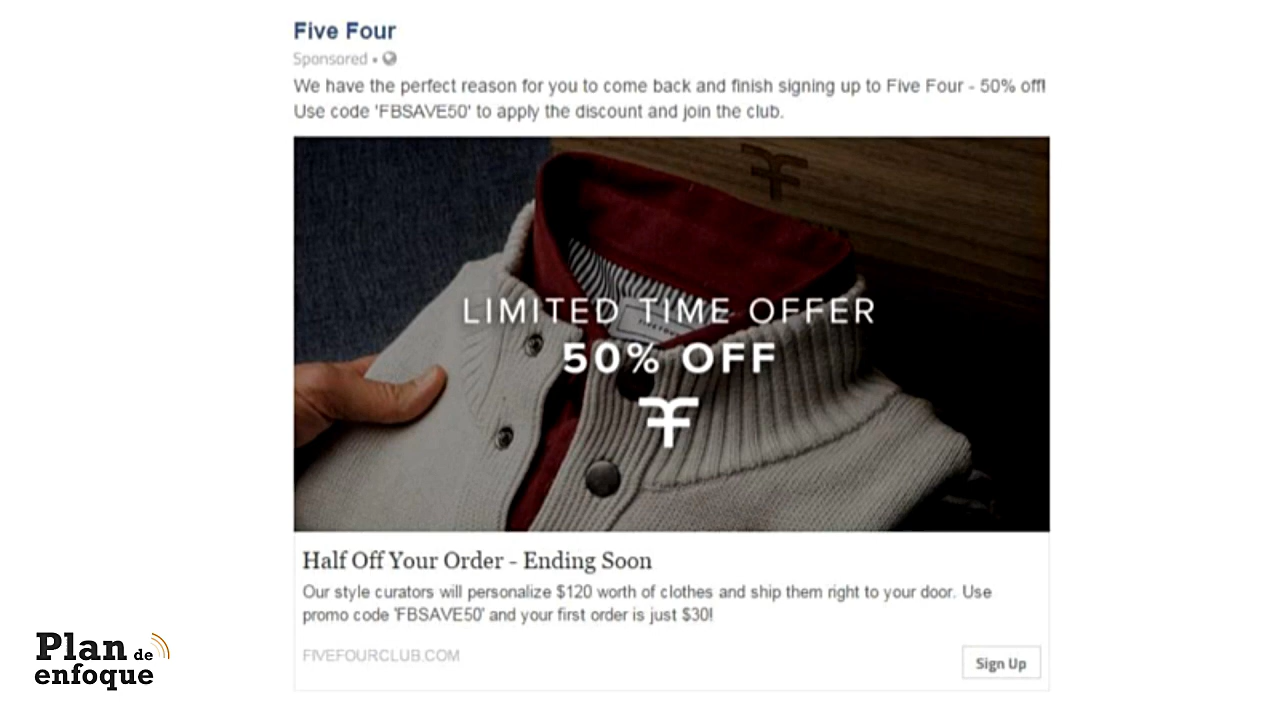 Five Four
Sponsored •
We have the perfect reason for you to come back and finish signing up to Five Four - 50% off!
Use code 'FBSAVE50' to apply the discount and join the club.
LIMITED TIME OFFER
50% OFF
Half Off Your Order - Ending Soon
Our style curators will personalize $120 worth of clothes and ship them right to your door. Use
promo code 'FBSAVE50' and your first order is just $30!
FIVEFOURCLUB.COM
Sign Up
Plan de
enfoque